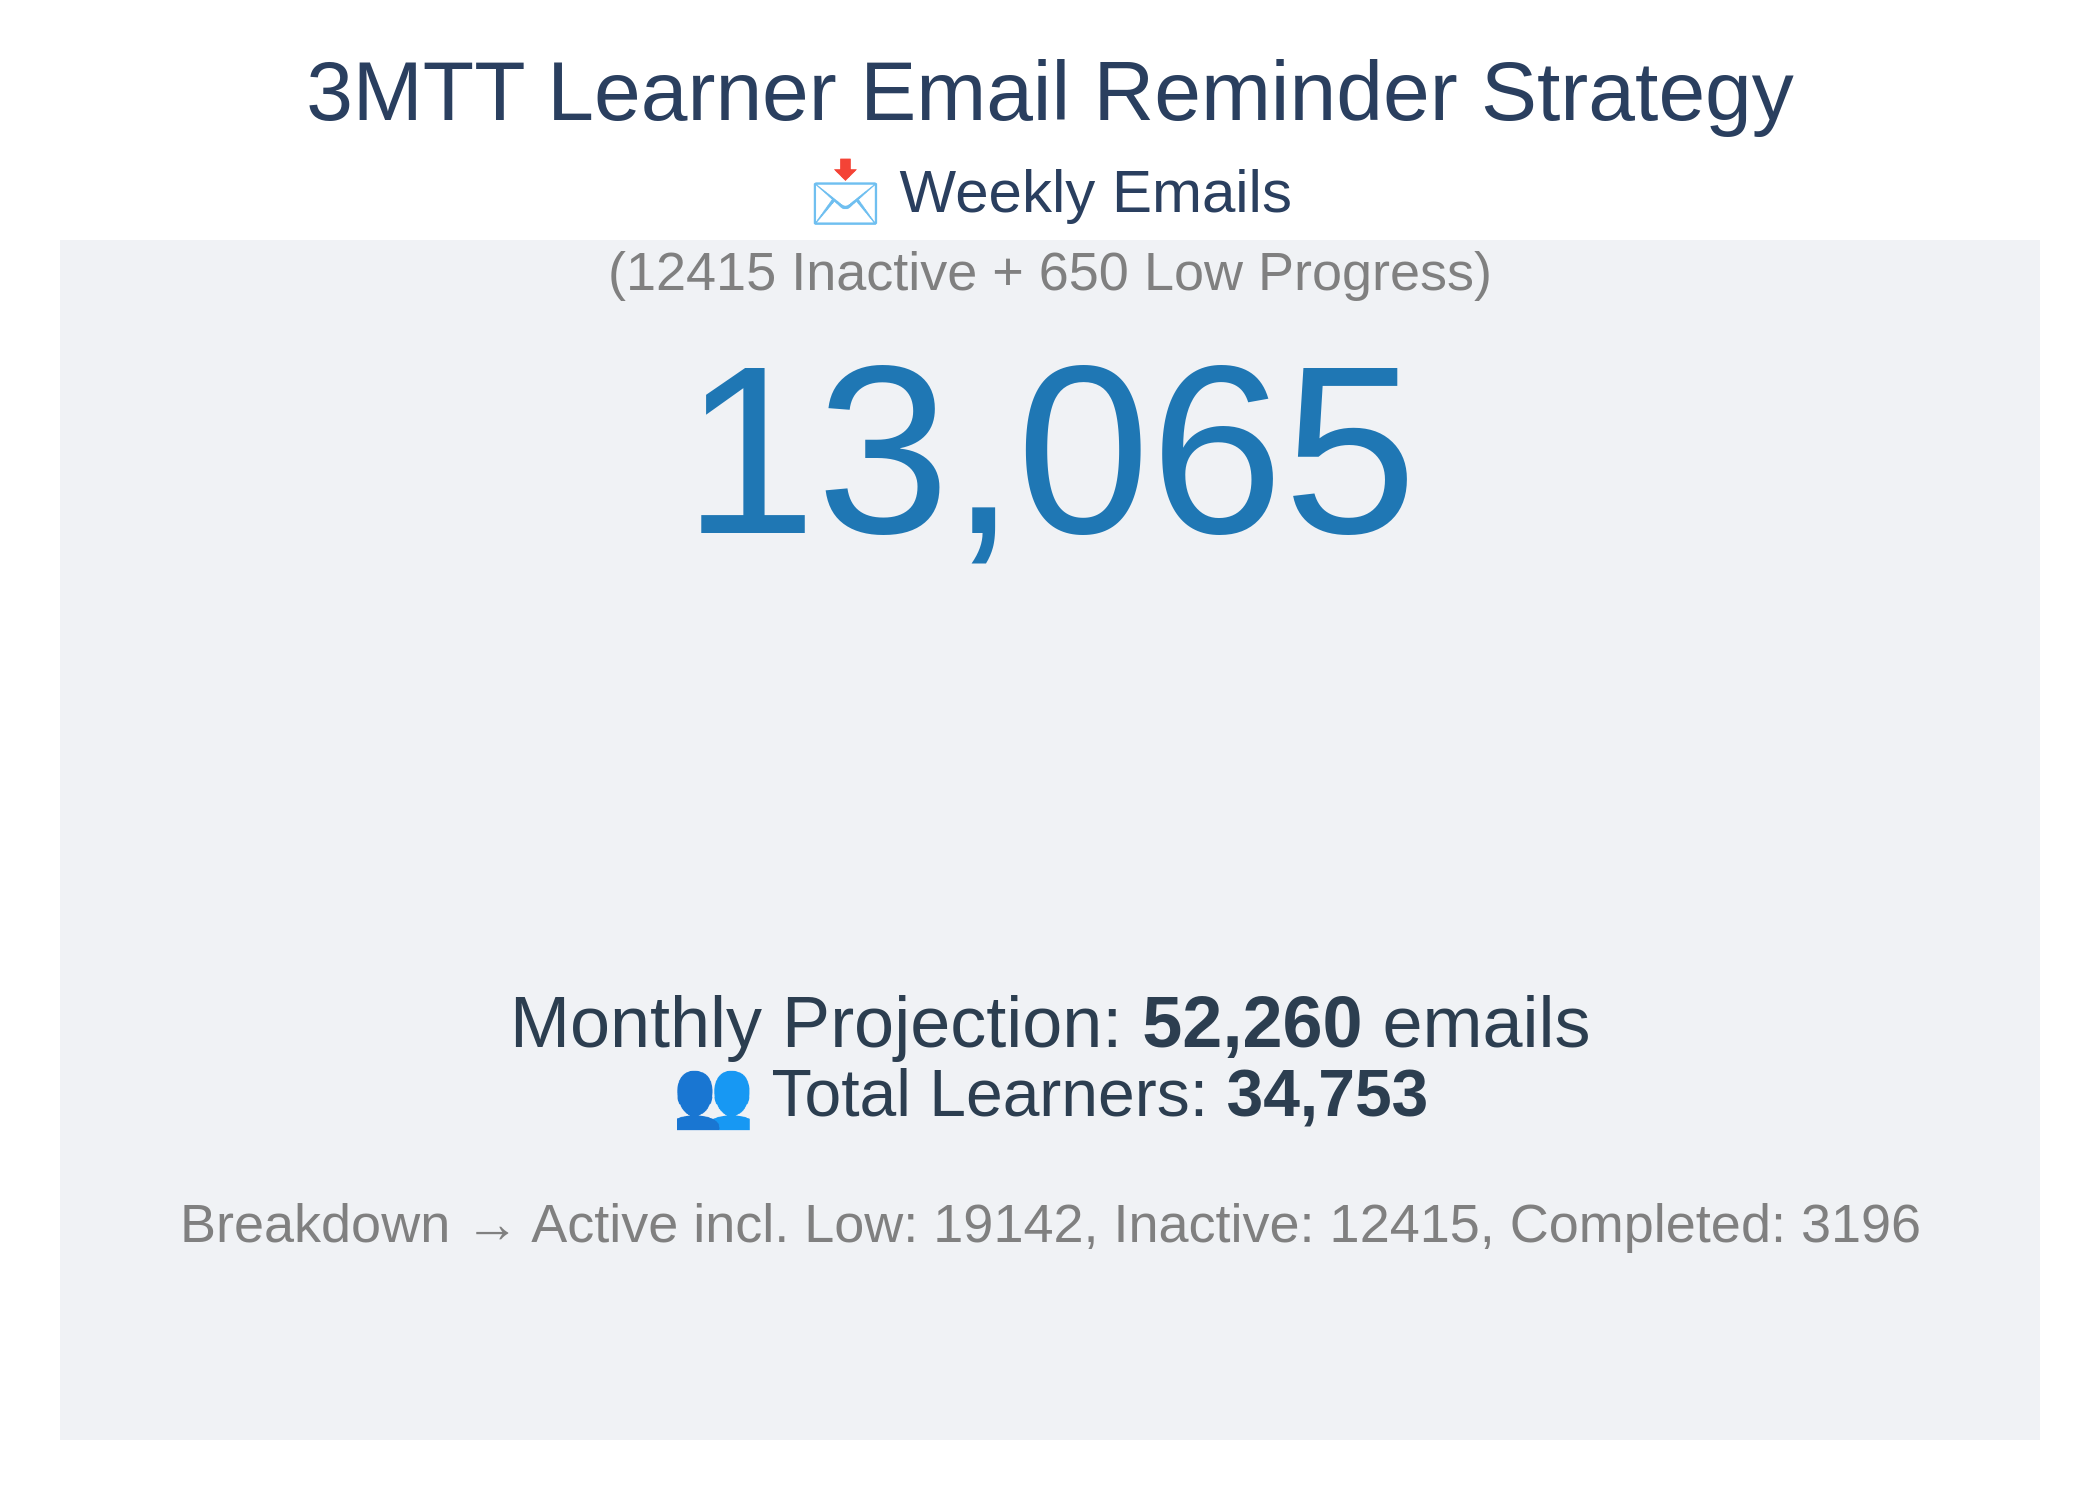 3MTT Learner Email Reminder Strategy
📩 Weekly Emails
(12415 Inactive + 650 Low Progress)
13,065
Monthly Projection: 52,260 emails
👥 Total Learners: 34,753
Breakdown → Active incl. Low: 19142, Inactive: 12415, Completed: 3196